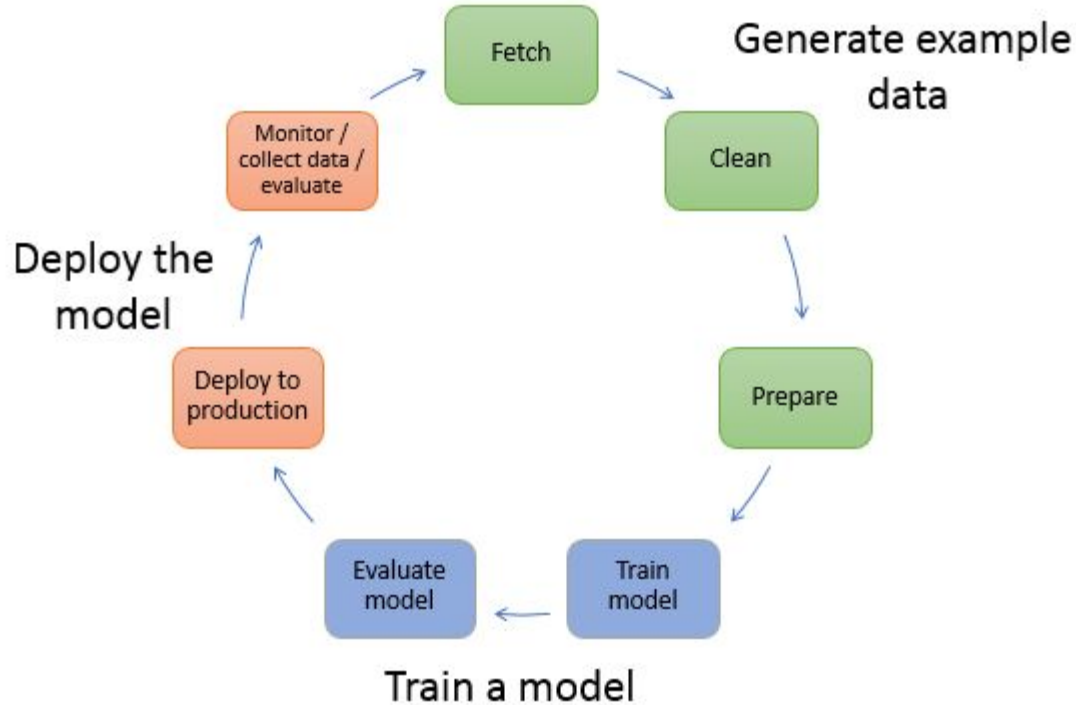 Fetch
Generate example
data
Clean
Prepare
Train
model
Train a model
Evaluate
model
Deploy to
production
Deploy the
model
Monitor /
collect data /
evaluate